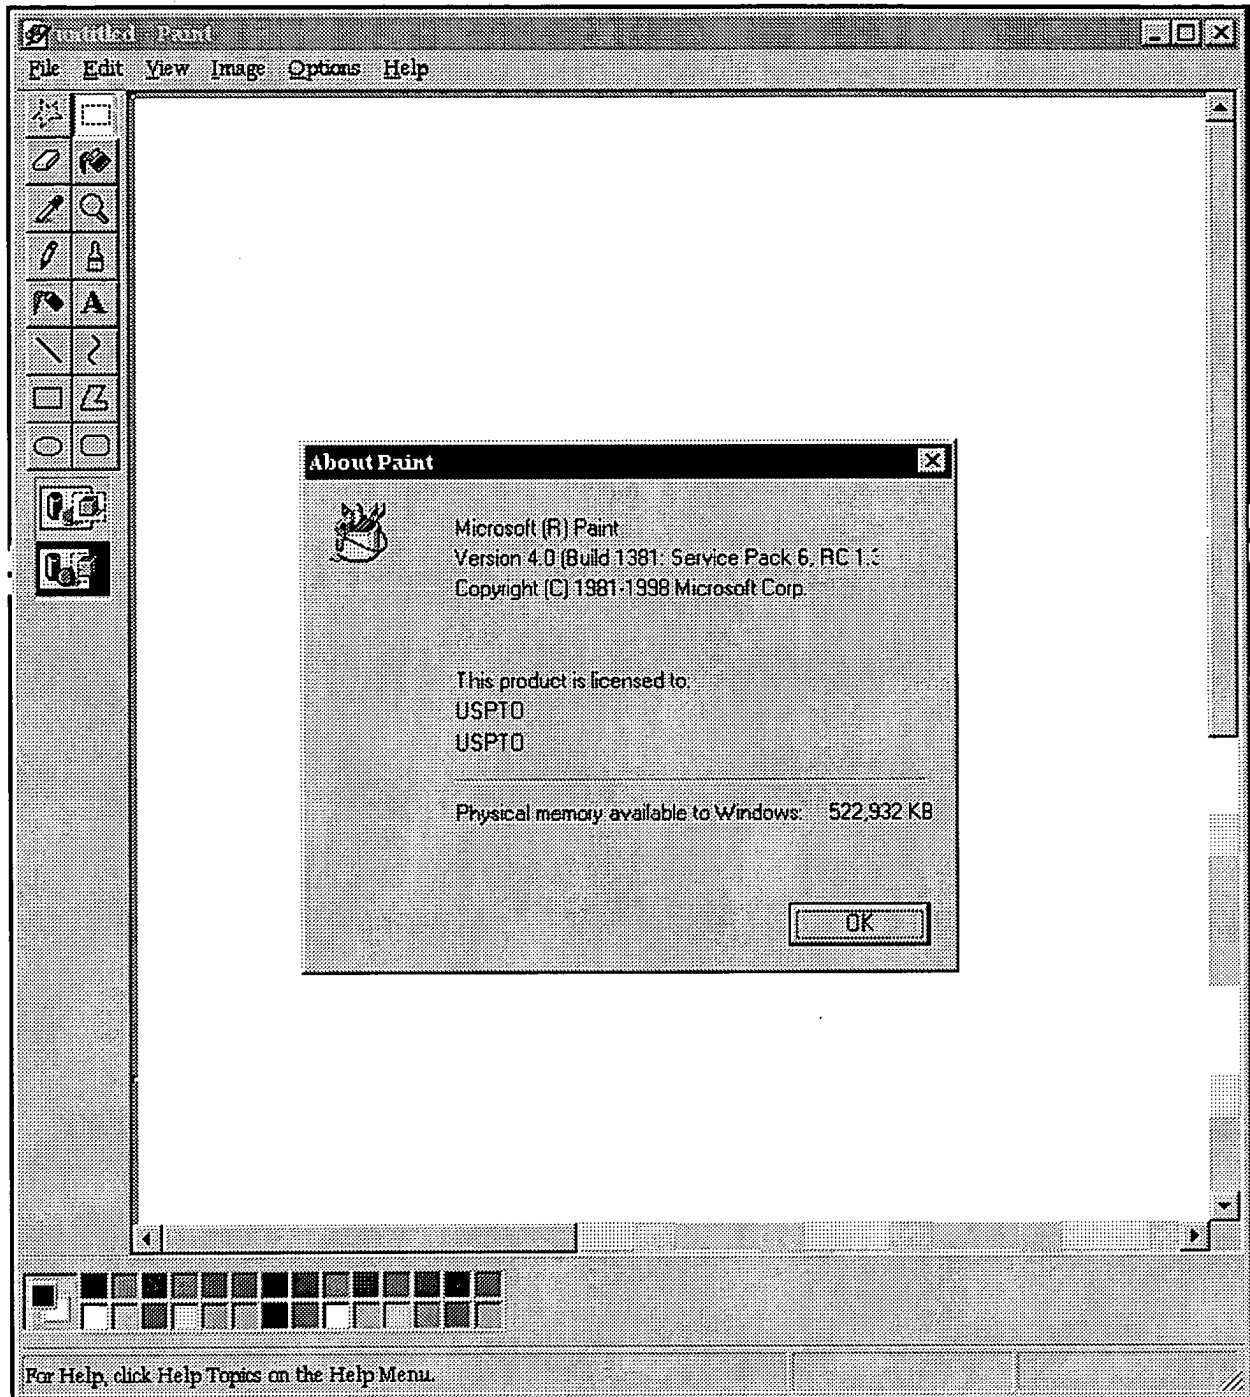 untitled - Paint
File Edit View Image Options Help
A
About Paint
Microsoft (R) Paint
Version 4.0 (Build 1381: Service Pack 6, RC 1.
Copyright (C) 1981-1998 Microsoft Corp.
This product is licensed to:
USPTO
USPTO
Physical memory available to Windows: 522,932 KB
OK
For Help, click Help Topics on the Help Menu.